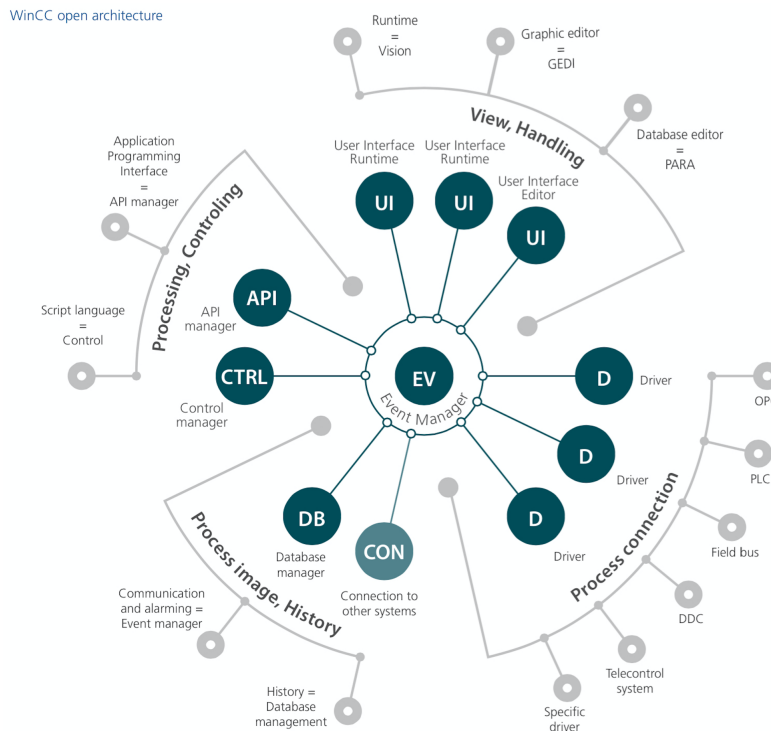 WinCC open architecture
Runtime
=
Vision
Graphic editor
=
GEDI
Database editor
=
PARA
View, Handling
User Interface
Runtime
User Interface
Runtime
User Interface
Editor
UI
UI
UI
Application
Programming
Interface
=
API manager
Script language
=
Control
Processing, Controling
API
API
manager
CTRL
Control
manager
EV
Event Manager
D
Driver
D
Driver
D
Driver
DB
Database
manager
CON
Connection to
other systems
Process image, History
Communication
and alarming =
Event manager
History =
Database
management
Process connection
PLC
Field bus
DDC
Telecontrol
system
Specific
driver